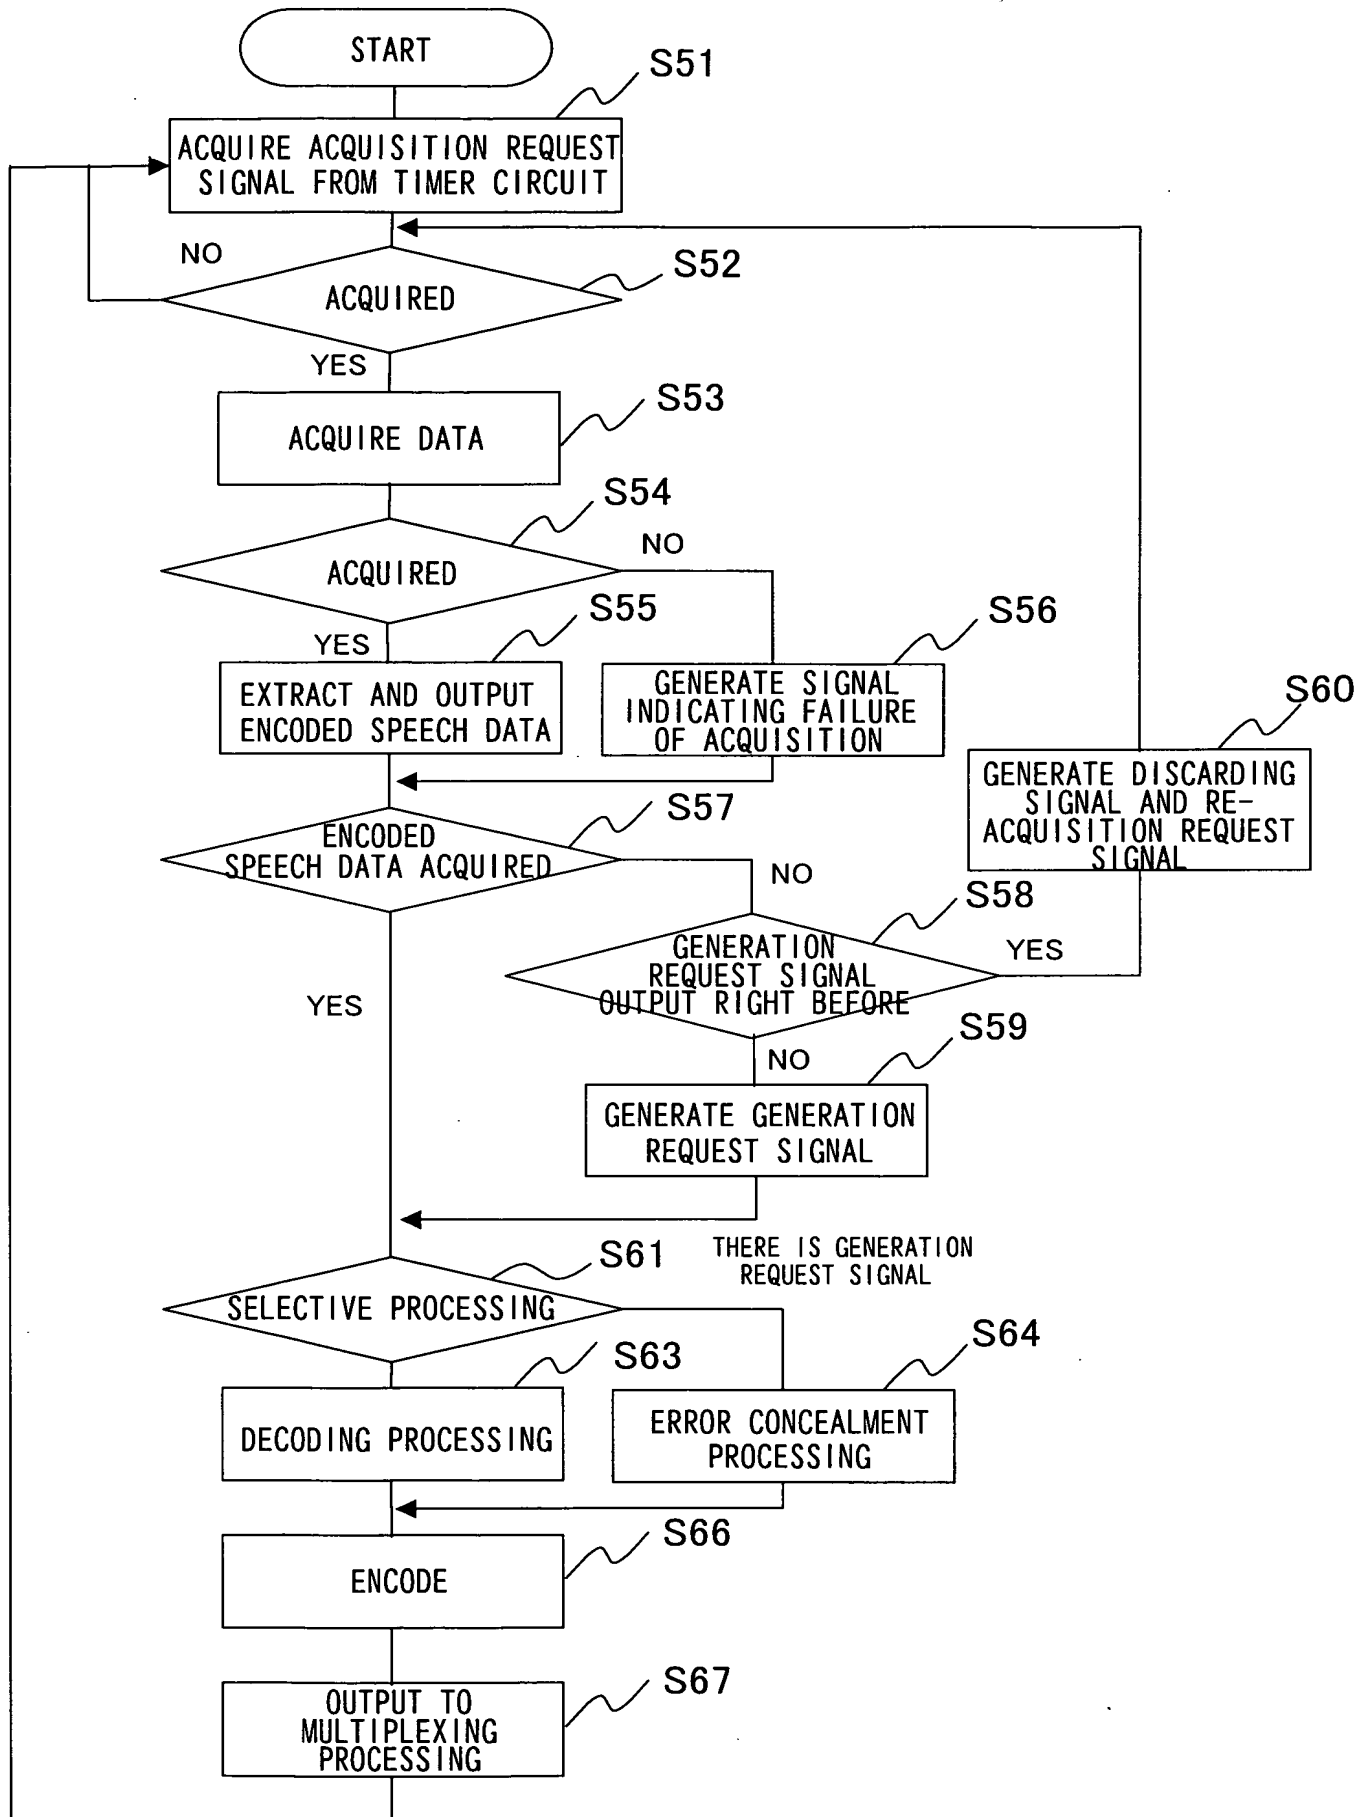 START
S51
ACQUIRE ACQUISITION REQUEST
SIGNAL FROM TIMER CIRCUIT
NO
S52
ACQUIRED
YES
S53
ACQUIRE DATA
S54
NO
ACQUIRED
S55
S56
YES
EXTRACT AND OUTPUT
ENCODED SPEECH DATA
GENERATE SIGNAL
INDICATING FAILURE
OF ACQUISITION
S60
GENERATE DISCARDING
SIGNAL AND RE-
ACQUISITION REQUEST
SIGNAL
S57
ENCODED
SPEECH DATA ACQUIRED
NO
S58
GENERATION
REQUEST SIGNAL
OUTPUT RIGHT BEFORE
YES
YES
S59
NO
GENERATE GENERATION
REQUEST SIGNAL
S61
THERE IS GENERATION
REQUEST SIGNAL
SELECTIVE PROCESSING
S63
S64
DECODING PROCESSING
ERROR CONCEALMENT
PROCESSING
S66
ENCODE
S67
OUTPUT TO
MULTIPLEXING
PROCESSING